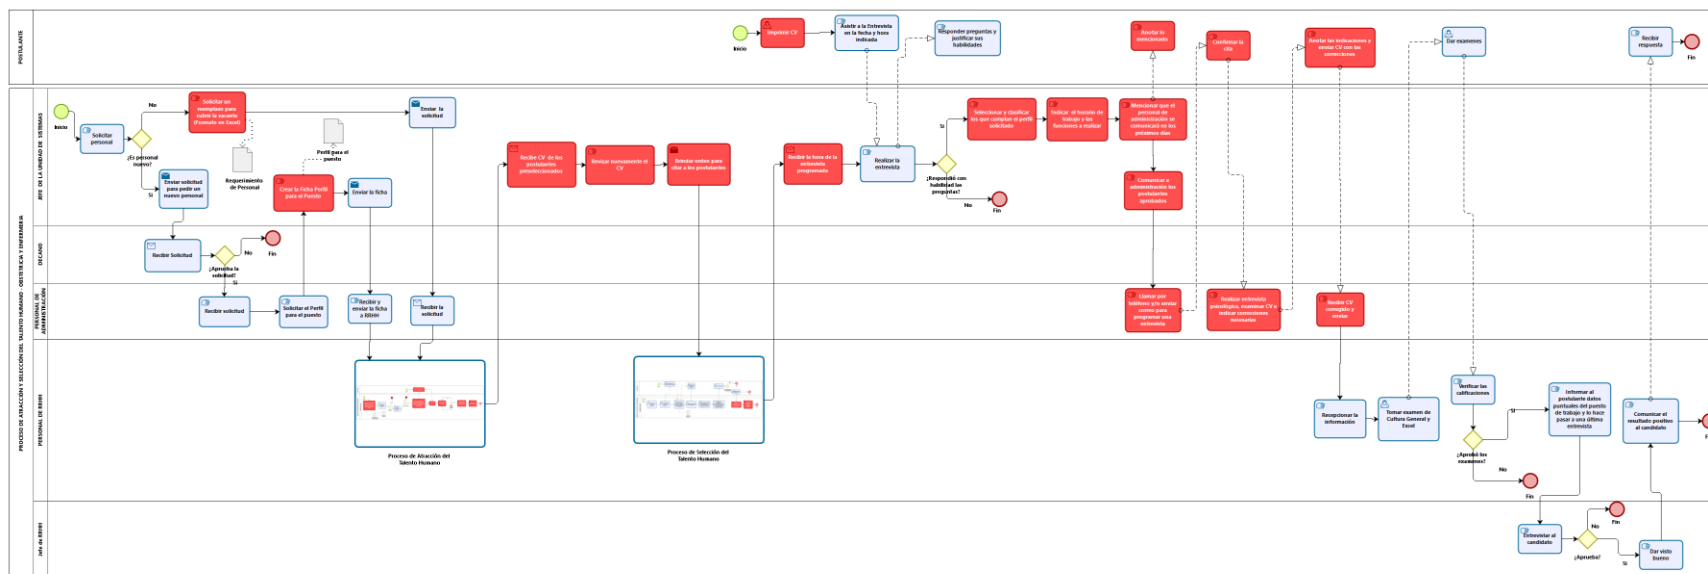 POSTULANTE
Inicio
Imprimir CV
Asistir a la Entrevista
en la fecha y hora
indicada
Responder preguntas y
justificar sus
habilidades
Anotar lo
mencionado
Confirmar la
cita
Anotar las indicaciones y
enviar CV con las
correcciones
Dar examenes
Recibir
respuesta
Fin
PROCESO DE ATRACCIÓN Y SELECCIÓN DEL TALENTO HUMANO - OBSTETRICIA Y ENFERMERIA
JEFE DE LA UNIDAD DE SISTEMAS
Inicio
Solicitar
personal
¿Es personal
nuevo?
No
Si
Solicitar un
reemplazo para
cubrir la vacante
(Formato en Excel)
Requerimiento
de Personal
Enviar solicitud
para pedir un
nuevo personal
Perfil para el
puesto
Crear la Ficha Perfil
para el Puesto
Enviar la ficha
Enviar la
solicitud
Recibe CV de los
postulantes
preseleccionados
Revisar nuevamente el
CV
Brindar orden para
citar a los postulantes
Recibir la hora de la
entrevista
programada
Realizar la
entrevista
¿Respondió con
habilidad las
preguntas?
Si
No
Fin
Seleccionar y clasificar
los que cumplan el perfil
solicitado
Indicar el horario de
trabajo y las
funciones a realizar
Mencionar que el
personal de
administración se
comunicará en los
próximos días
Comunicar a
administración los
postulantes
aprobados
DECANO
Recibir Solicitud
¿Aprueba la
solicitud?
No
Si
Fin
PERSONAL DE
ADMINISTRACIÓN
Recibir solicitud
Solicitar el Perfil
para el puesto
Recibir y
enviar la ficha
a RRHH
Recibir la
solicitud
Llamar por
teléfono y/o enviar
correo para
programar una
entrevista
Realizar entrevista
psicológica, examinar CV e
indicar correcciones
necesarias
Recibir CV
corregido y
enviar
PERSONAL DE RRHH
Proceso de Atracción del
Talento Humano
Proceso de Selección del
Talento Humano
Recepcionar la
información
Tomar examen de
Cultura General y
Excel
Verificar las
calificaciones
¿Aprobó los
examenes?
Si
No
Fin
Informar al
postulante datos
puntuales del puesto
de trabajo y lo hace
pasar a una última
entrevista
Comunicar el
resultado positivo
al candidato
Jefe de RRHH
Entrevistar al
candidato
¿Aprueba?
No
Si
Fin
Dar visto
bueno